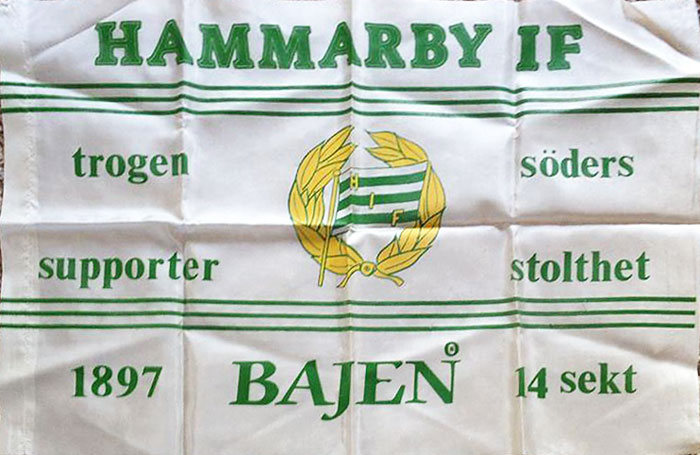 HAMMARBY IF
trogen
söders
H
I
F
supporter
stolthet
1897
BAJEN
14 sekt